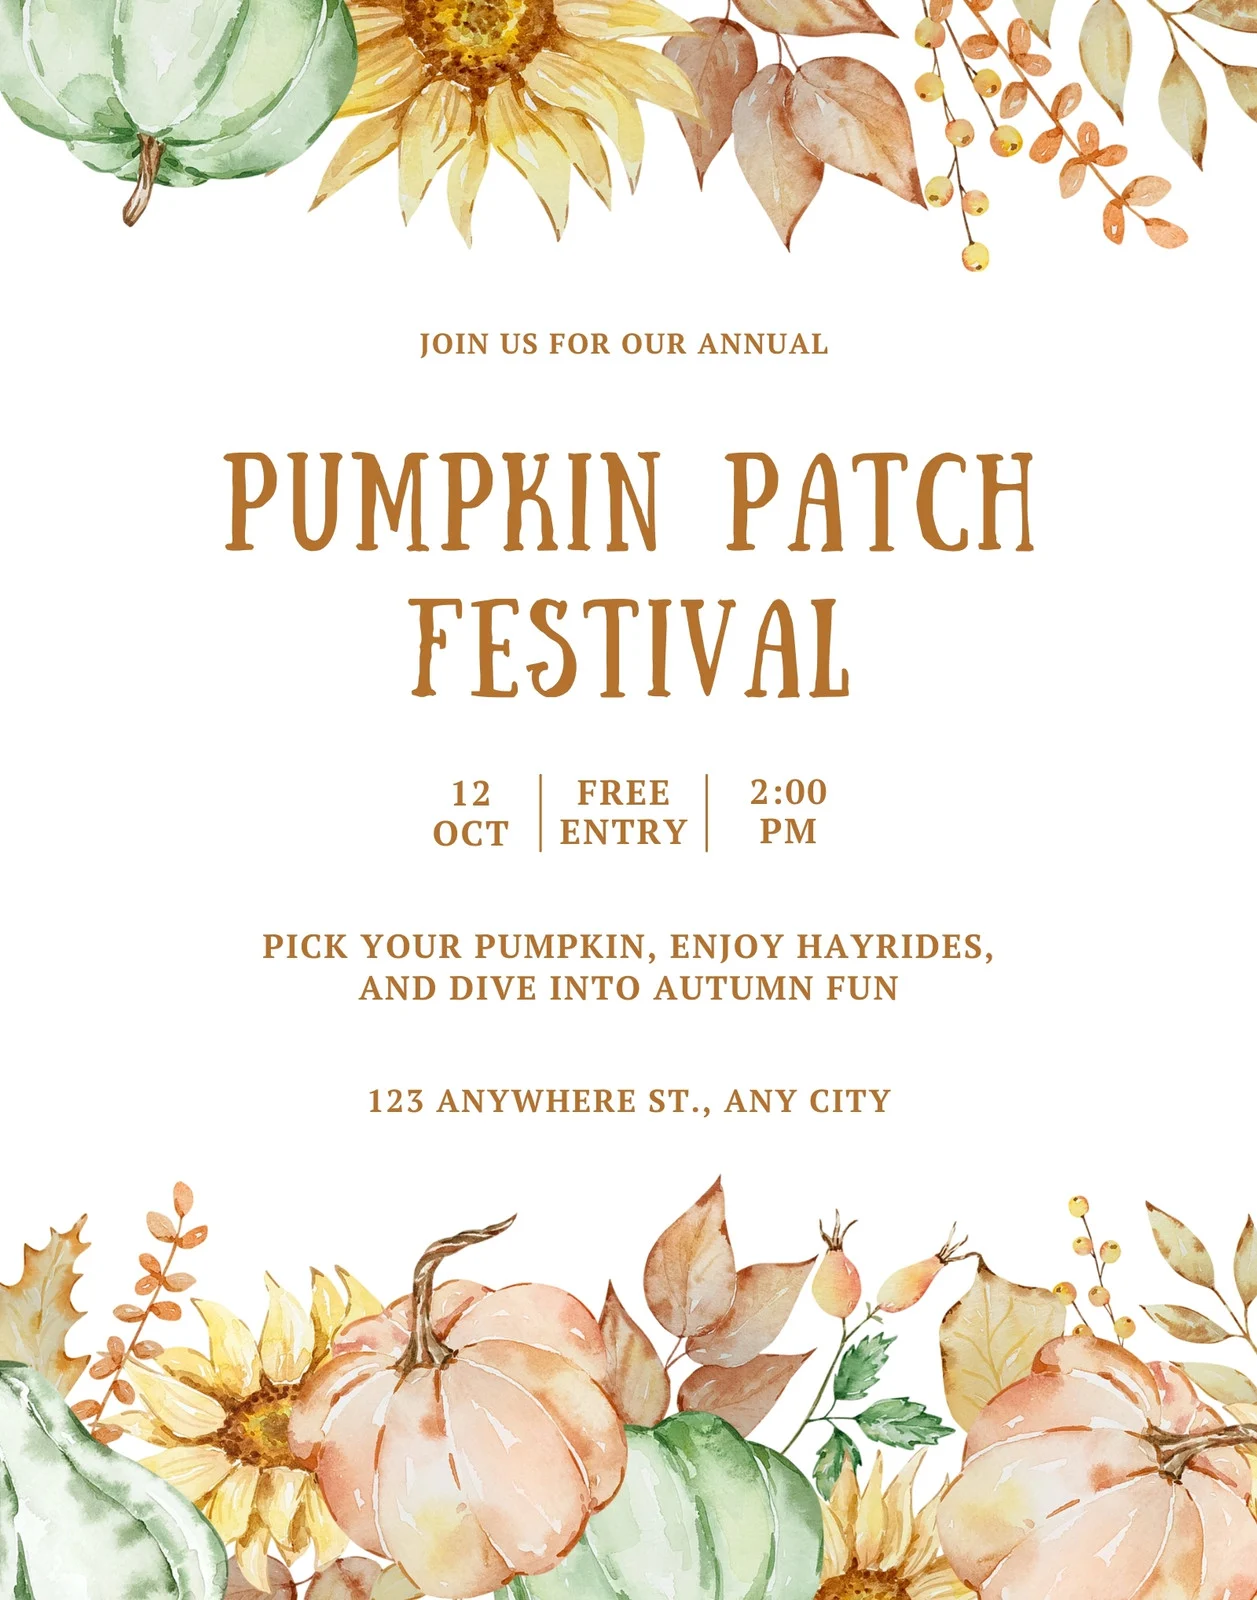 JOIN US FOR OUR ANNUAL
PUMPKIN PATCH
FESTIVAL
12
OCT
FREE
ENTRY
2:00
PM
PICK YOUR PUMPKIN, ENJOY HAYRIDES,
AND DIVE INTO AUTUMN FUN
123 ANYWHERE ST., ANY CITY